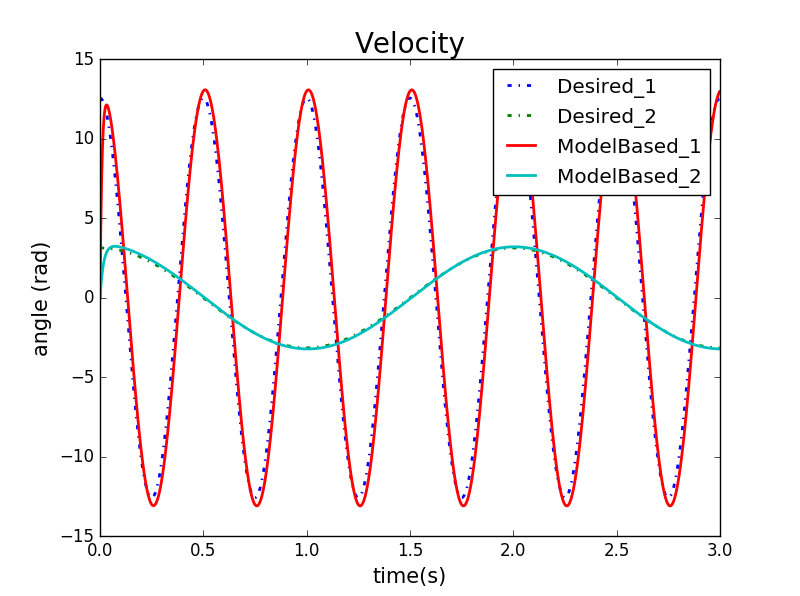 Velocity
15
10
5
0
−5
−10
−15
angle (rad)
Desired_1
Desired_2
ModelBased_1
ModelBased_2
0.0 0.5 1.0 1.5 2.0 2.5 3.0
time(s)